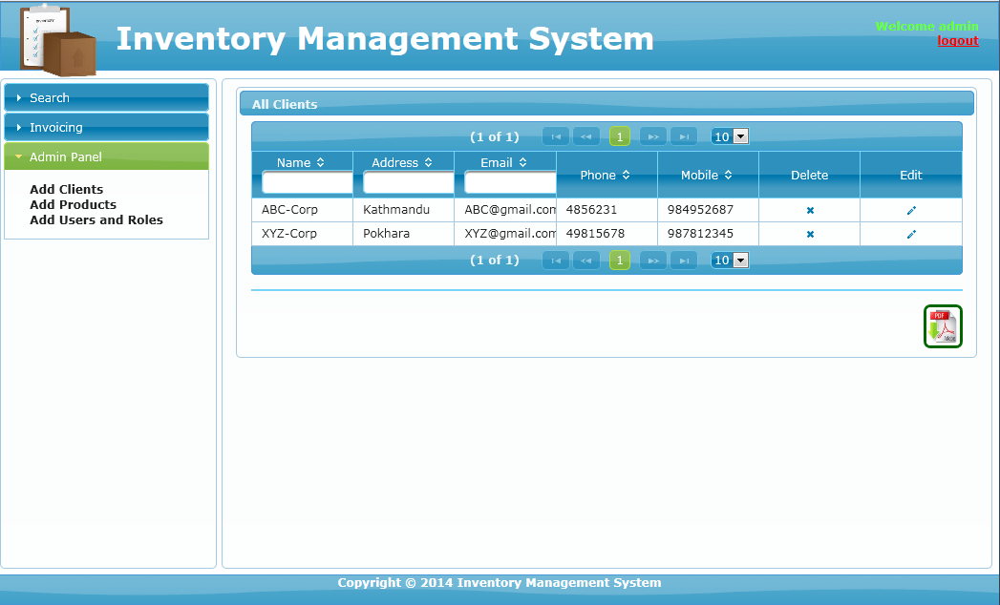 Inventory Management System
Welcome admin
logout
Search
Invoicing
Admin Panel
Add Clients
Add Products
Add Users and Roles
All Clients
(1 of 1) 1 10
Name Address Email Phone Mobile Delete Edit
ABC-Corp Kathmandu ABC@gmail.com 4856231 984952687
XYZ-Corp Pokhara XYZ@gmail.com 49815678 987812345
(1 of 1) 1 10
PDF
Copyright © 2014 Inventory Management System